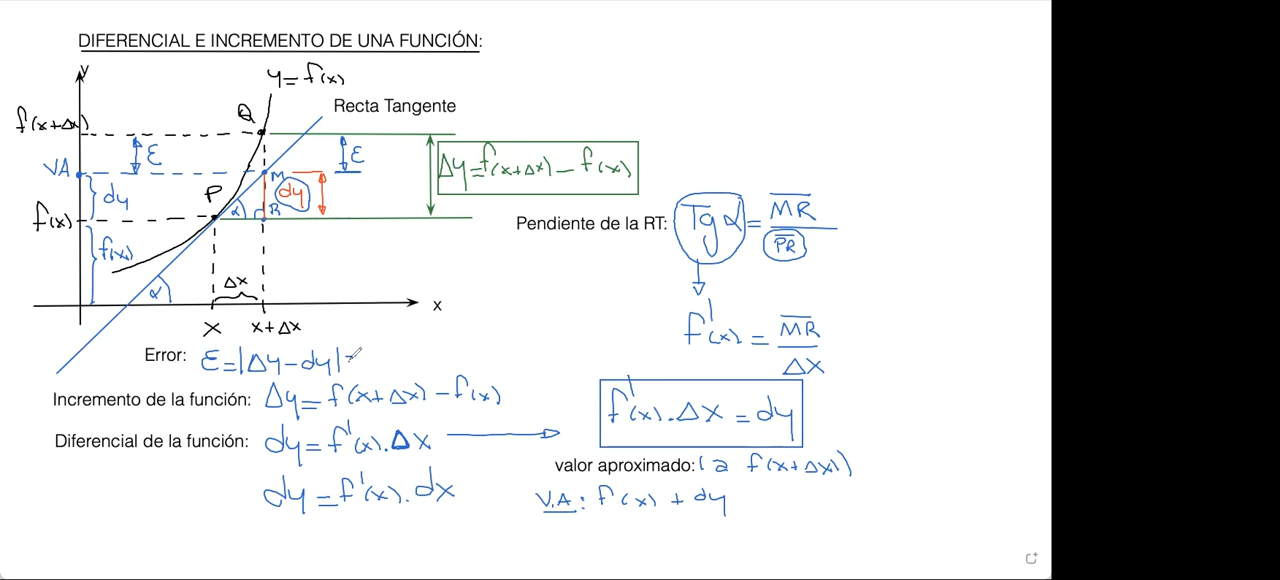 DIFERENCIAL E INCREMENTO DE UNA FUNCIÓN:
y
y = f(x)
Recta Tangente
f(x+Δx)
Q
ε
ε
Δy = f(x+Δx) - f(x)
VA
M
dy
P
dy
α
R
f(x)
Pendiente de la RT: Tg α = MR / PR
f(x)
α
Δx
x
X
x+Δx
f'(x) = MR / Δx
Error: ε = |Δy - dy|
Incremento de la función: Δy = f(x+Δx) - f(x)
f'(x).Δx = dy
Diferencial de la función: dy = f'(x).Δx
valor aproximado: (a f(x+Δx))
dy = f'(x).dx
V.A: f(x) + dy